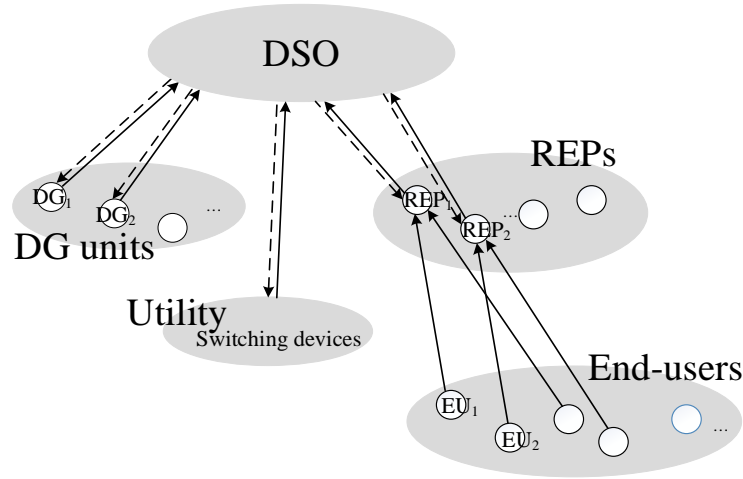 DSO
REPs
DG₁
DG₂
...
REP₁
REP₂
...
DG units
Utility
Switching devices
End-users
EU₁
EU₂
...